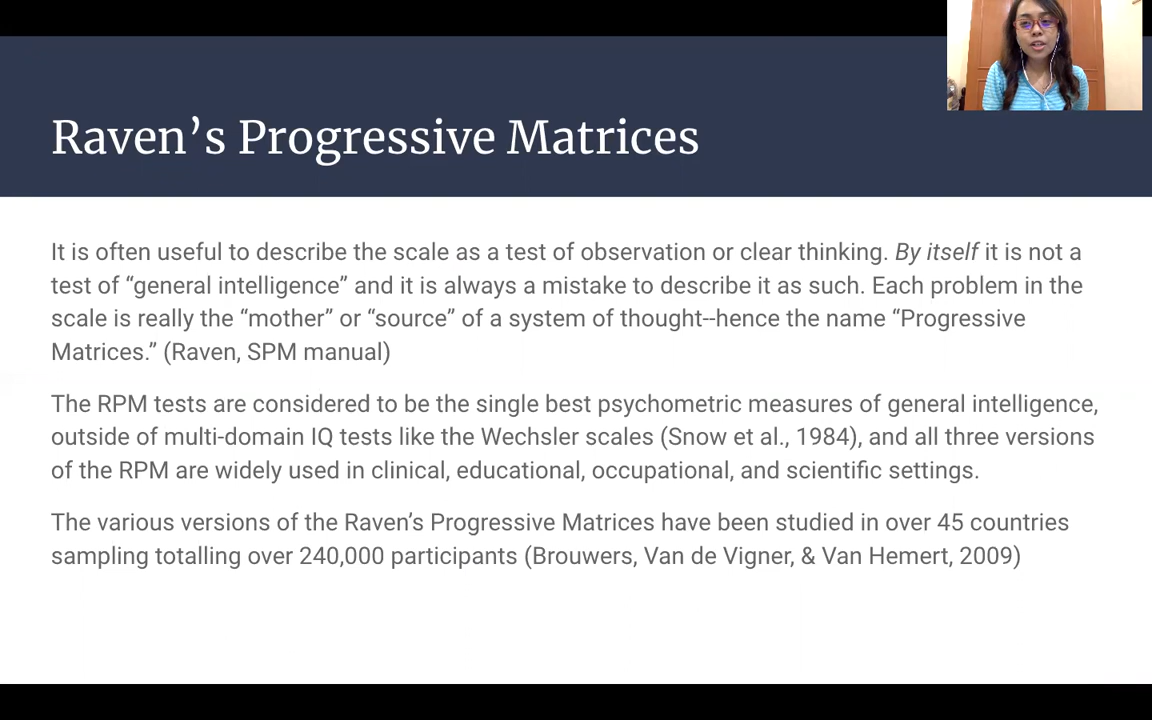 Raven’s Progressive Matrices
It is often useful to describe the scale as a test of observation or clear thinking. By itself it is not a
test of “general intelligence” and it is always a mistake to describe it as such. Each problem in the
scale is really the “mother” or “source” of a system of thought--hence the name “Progressive
Matrices.” (Raven, SPM manual)
The RPM tests are considered to be the single best psychometric measures of general intelligence,
outside of multi-domain IQ tests like the Wechsler scales (Snow et al., 1984), and all three versions
of the RPM are widely used in clinical, educational, occupational, and scientific settings.
The various versions of the Raven’s Progressive Matrices have been studied in over 45 countries
sampling totalling over 240,000 participants (Brouwers, Van de Vigner, & Van Hemert, 2009)